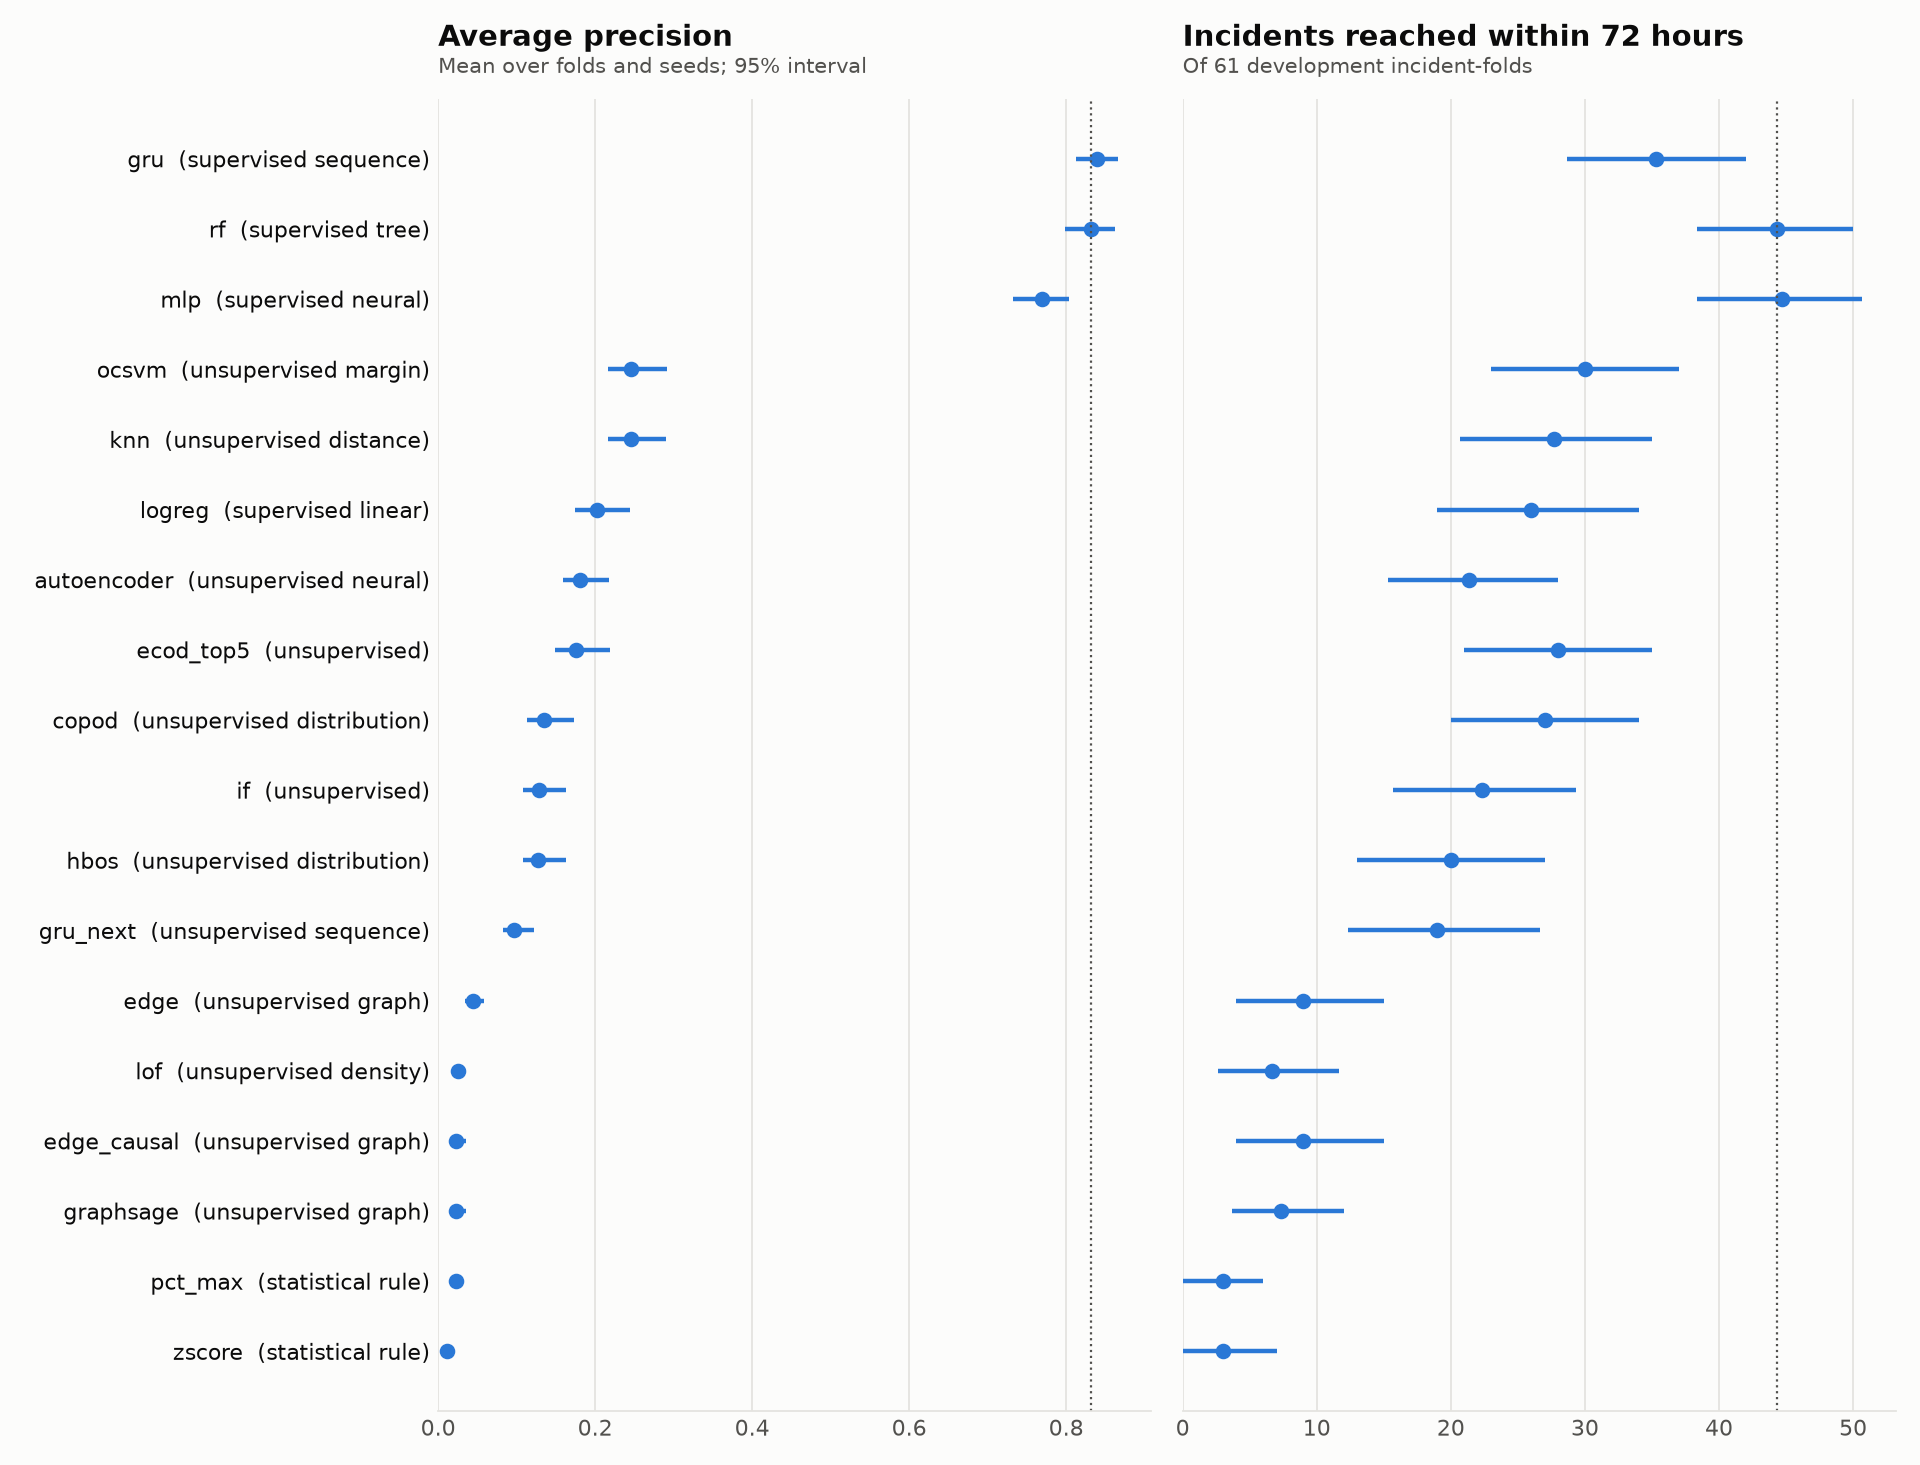 Average precision
Mean over folds and seeds; 95% interval
Incidents reached within 72 hours
Of 61 development incident-folds
gru (supervised sequence)
rf (supervised tree)
mlp (supervised neural)
ocsvm (unsupervised margin)
knn (unsupervised distance)
logreg (supervised linear)
autoencoder (unsupervised neural)
ecod_top5 (unsupervised)
copod (unsupervised distribution)
if (unsupervised)
hbos (unsupervised distribution)
gru_next (unsupervised sequence)
edge (unsupervised graph)
lof (unsupervised density)
edge_causal (unsupervised graph)
graphsage (unsupervised graph)
pct_max (statistical rule)
zscore (statistical rule)
0.0 0.2 0.4 0.6 0.8
0 10 20 30 40 50